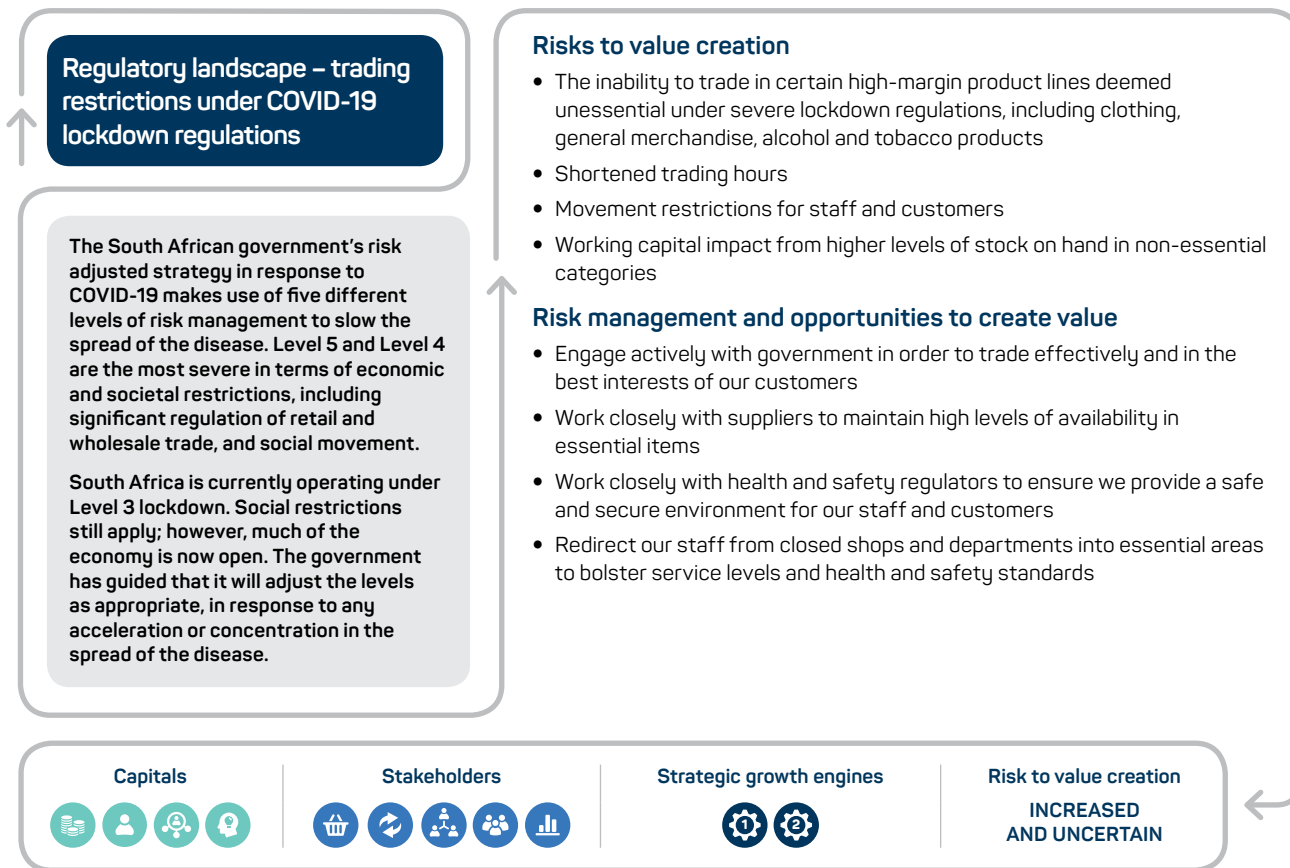 Regulatory landscape – trading
restrictions under COVID-19
lockdown regulations
The South African government's risk
adjusted strategy in response to
COVID-19 makes use of five different
levels of risk management to slow the
spread of the disease. Level 5 and Level 4
are the most severe in terms of economic
and societal restrictions, including
significant regulation of retail and
wholesale trade, and social movement.
South Africa is currently operating under
Level 3 lockdown. Social restrictions
still apply; however, much of the
economy is now open. The government
has guided that it will adjust the levels
as appropriate, in response to any
acceleration or concentration in the
spread of the disease.
Risks to value creation
• The inability to trade in certain high-margin product lines deemed
unessential under severe lockdown regulations, including clothing,
general merchandise, alcohol and tobacco products
• Shortened trading hours
• Movement restrictions for staff and customers
• Working capital impact from higher levels of stock on hand in non-essential
categories
Risk management and opportunities to create value
• Engage actively with government in order to trade effectively and in the
best interests of our customers
• Work closely with suppliers to maintain high levels of availability in
essential items
• Work closely with health and safety regulators to ensure we provide a safe
and secure environment for our staff and customers
• Redirect our staff from closed shops and departments into essential areas
to bolster service levels and health and safety standards
Capitals
Stakeholders
Strategic growth engines
1 2
Risk to value creation
INCREASED
AND UNCERTAIN